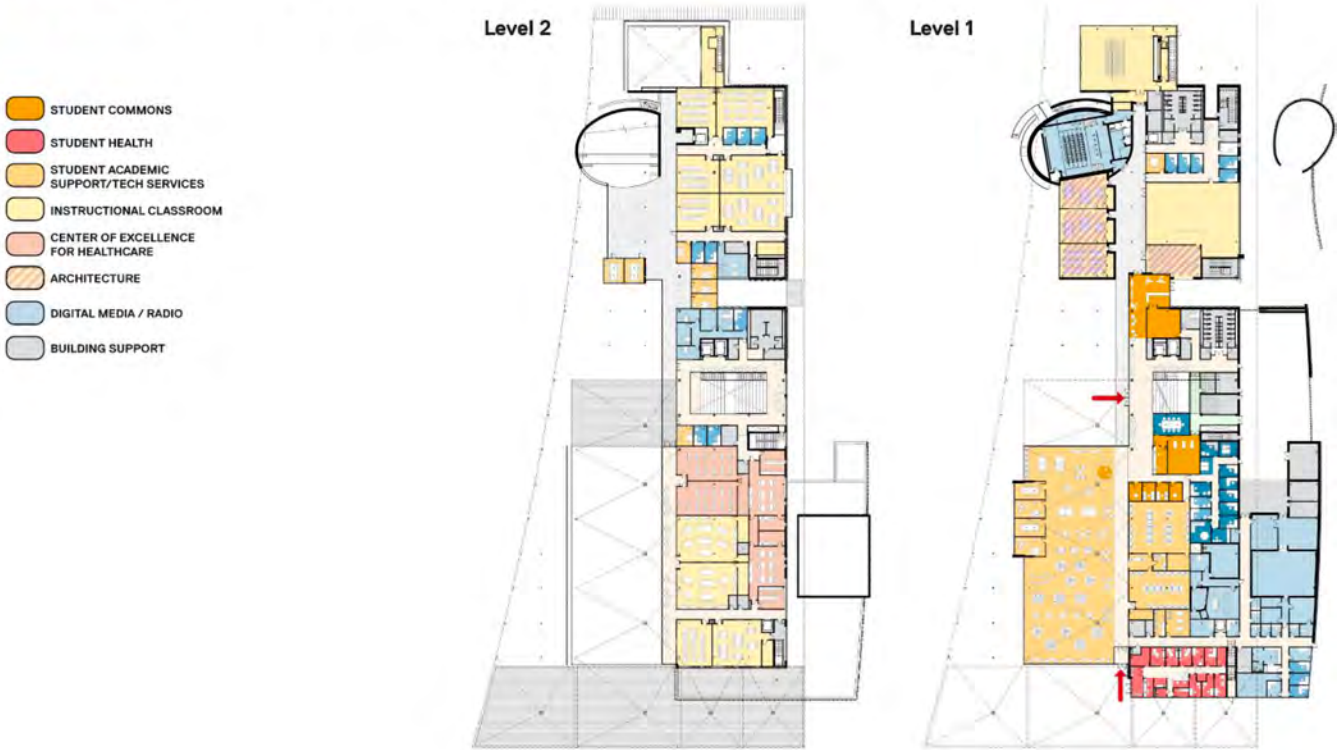 Level 2
Level 1
STUDENT COMMONS
STUDENT HEALTH
STUDENT ACADEMIC
SUPPORT/TECH SERVICES
INSTRUCTIONAL CLASSROOM
CENTER OF EXCELLENCE
FOR HEALTHCARE
ARCHITECTURE
DIGITAL MEDIA / RADIO
BUILDING SUPPORT